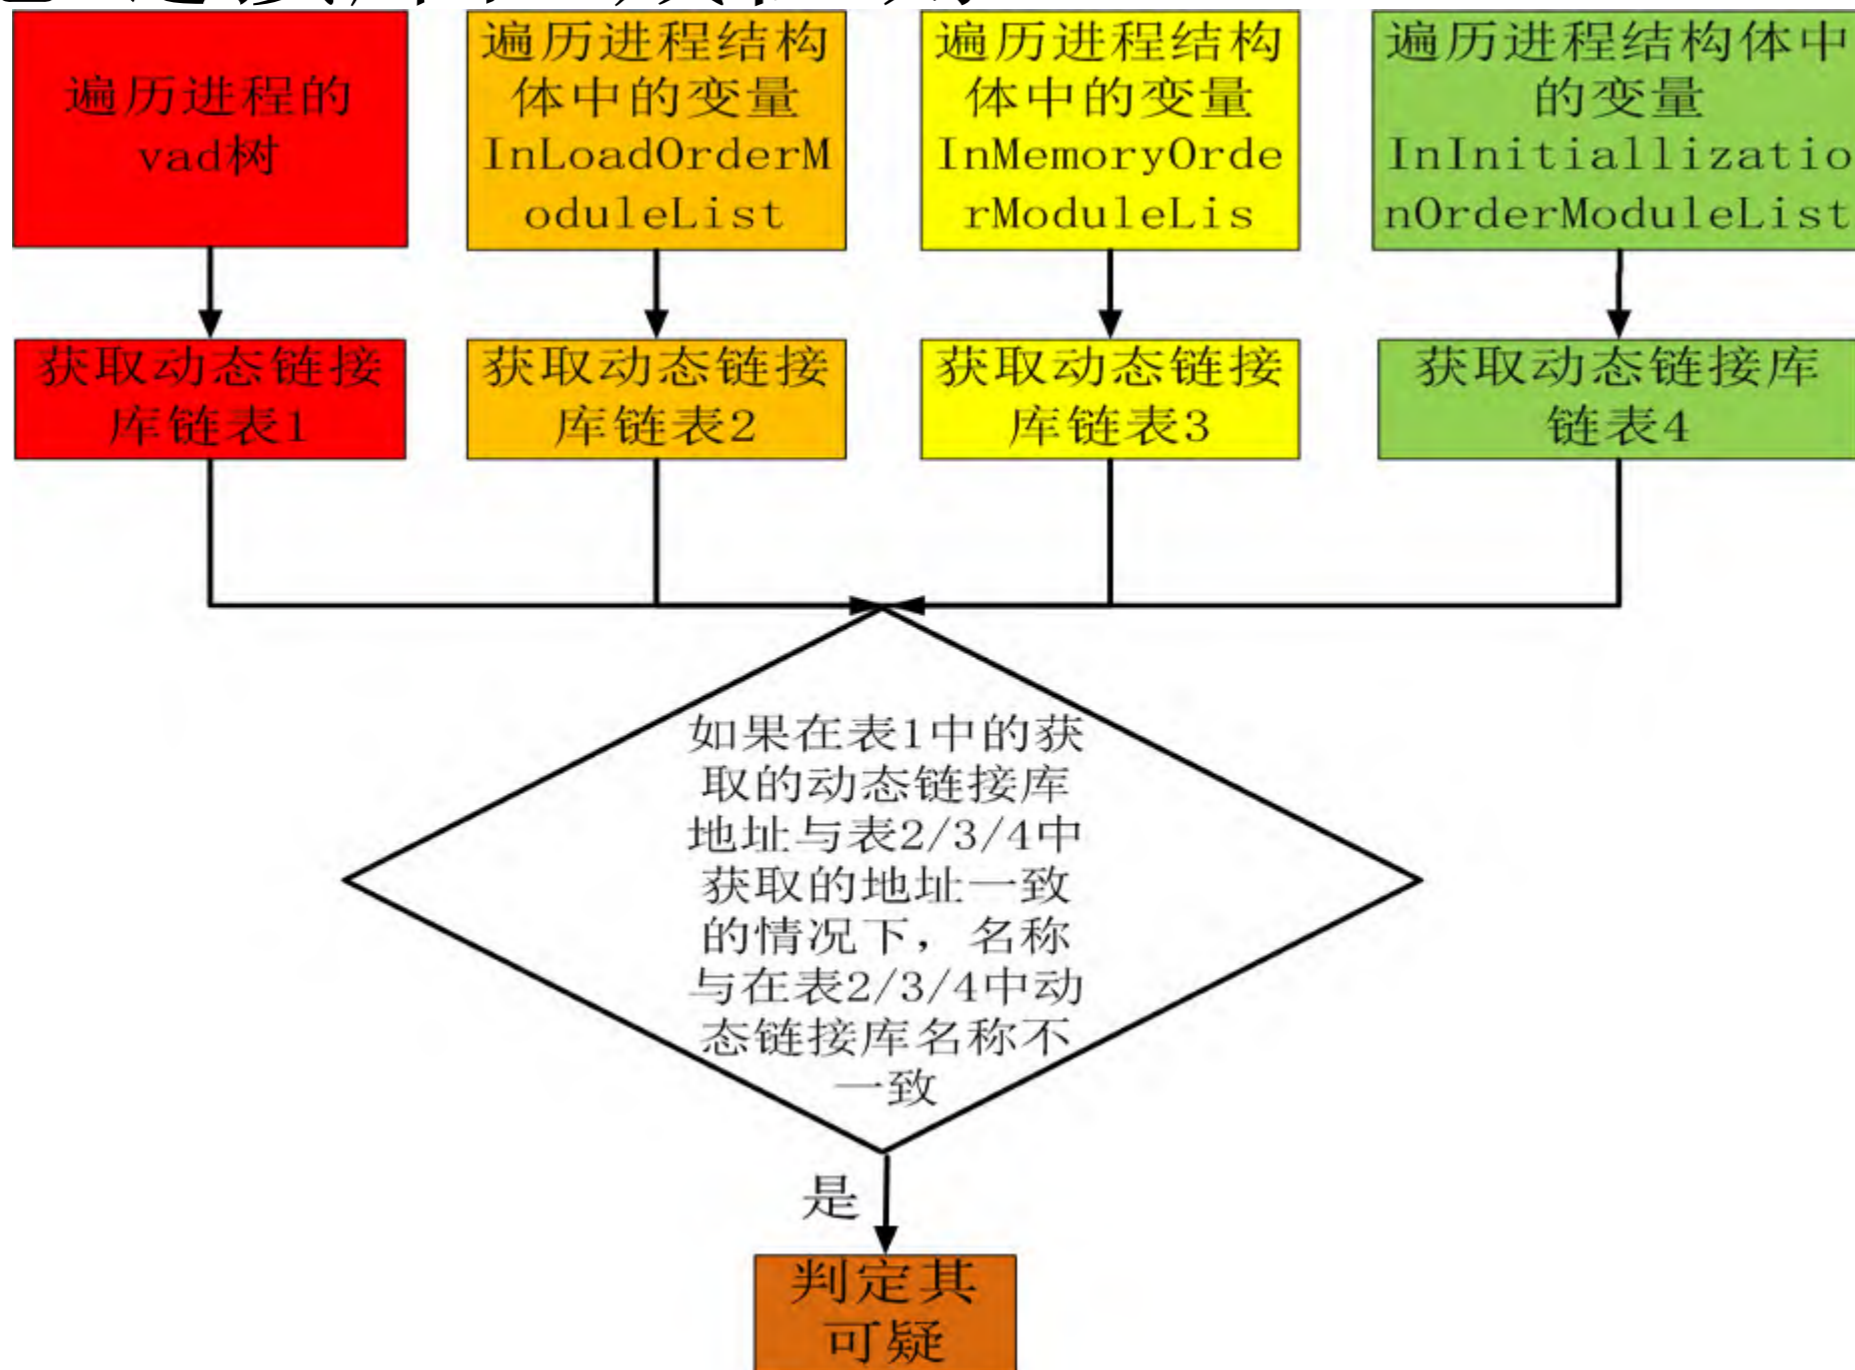 遍历进程的
vad树
遍历进程结构
体中的变量
InLoadOrderM
oduleList
遍历进程结构
体中的变量
InMemoryOrde
rModuleLis
遍历进程结构体中
的变量
InInitiallizatio
nOrderModuleList
获取动态链接
库链表1
获取动态链接
库链表2
获取动态链接
库链表3
获取动态链接库
链表4
如果在表1中的获
取的动态链接库
地址与表2/3/4中
获取的地址一致
的情况下，名称
与在表2/3/4中动
态链接库名称不
一致
是
判定其
可疑